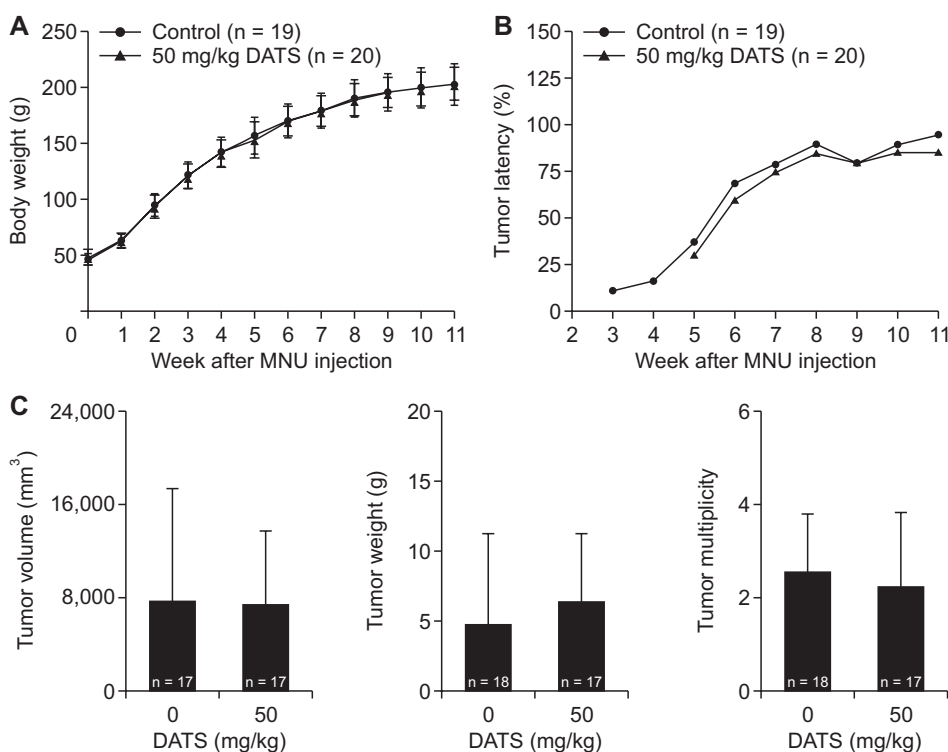 A
Control (n = 19)
50 mg/kg DATS (n = 20)
Body weight (g)
250
200
150
100
50
0 1 2 3 4 5 6 7 8 9 10 11
Week after MNU injection
B
Control (n = 19)
50 mg/kg DATS (n = 20)
Tumor latency (%)
150
125
100
75
50
25
0
2 3 4 5 6 7 8 9 10 11
Week after MNU injection
C
Tumor volume (mm³)
24,000
16,000
8,000
0
n = 17 n = 17
0 50
DATS (mg/kg)
Tumor weight (g)
20
15
10
5
0
n = 18 n = 17
0 50
DATS (mg/kg)
Tumor multiplicity
6
4
2
0
n = 18 n = 17
0 50
DATS (mg/kg)